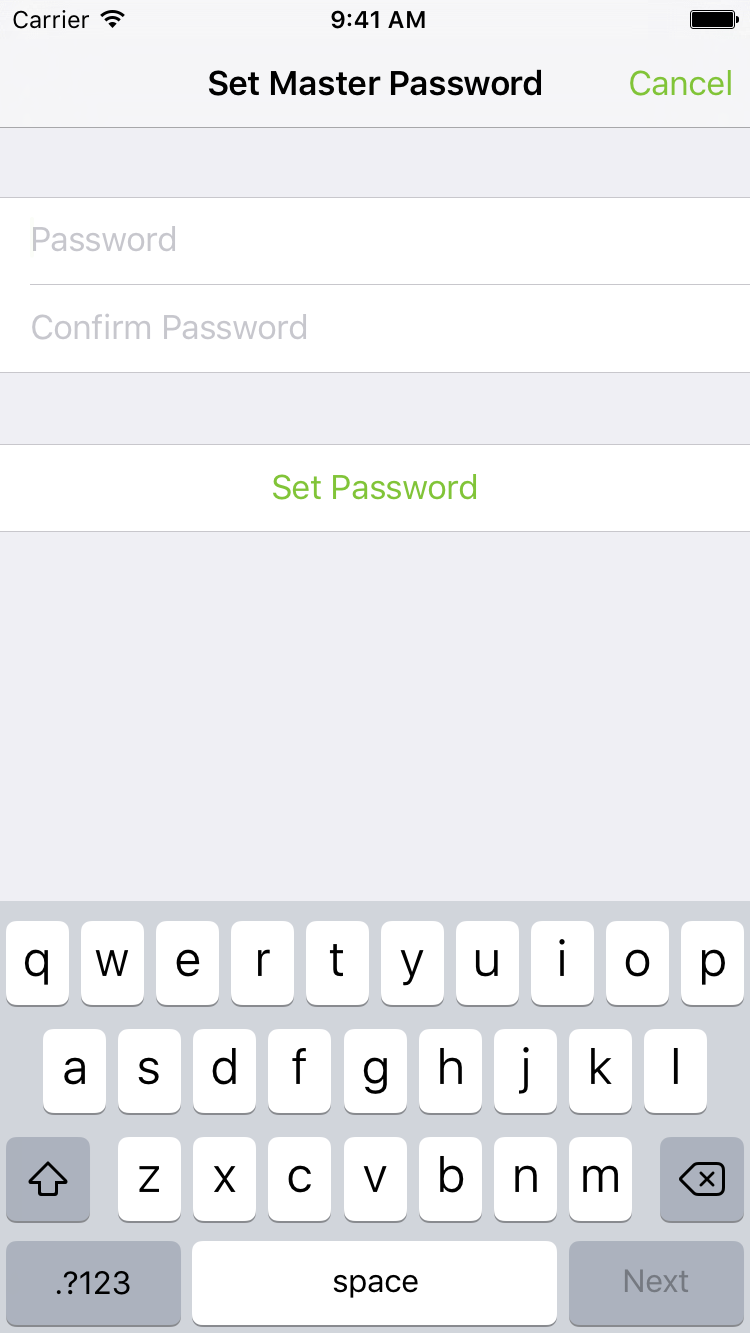 Carrier 9:41 AM
Set Master Password Cancel
Password
Confirm Password
Set Password
q w e r t y u i o p
a s d f g h j k l
z x c v b n m
.?123 space Next